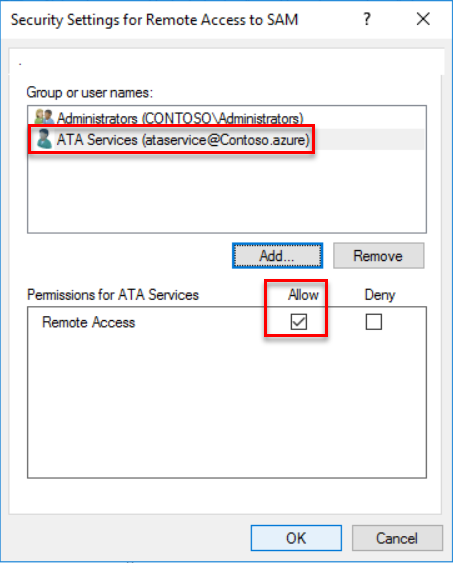 Security Settings for Remote Access to SAM ? ×
.
Group or user names:
Administrators (CONTOSO\Administrators)
ATA Services (ataservice@Contoso.azure)
Add... Remove
Permissions for ATA Services Allow Deny
Remote Access
OK Cancel